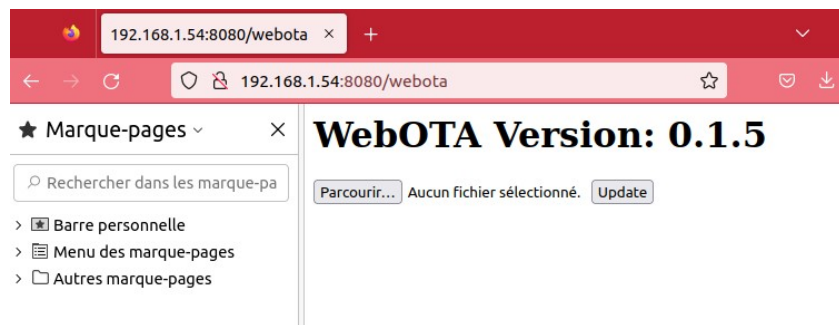 192.168.1.54:8080/webota
192.168.1.54:8080/webota
Marque-pages
WebOTA Version: 0.1.5
Rechercher dans les marque-pa
Parcourir... Aucun fichier sélectionné. Update
Barre personnelle
Menu des marque-pages
Autres marque-pages